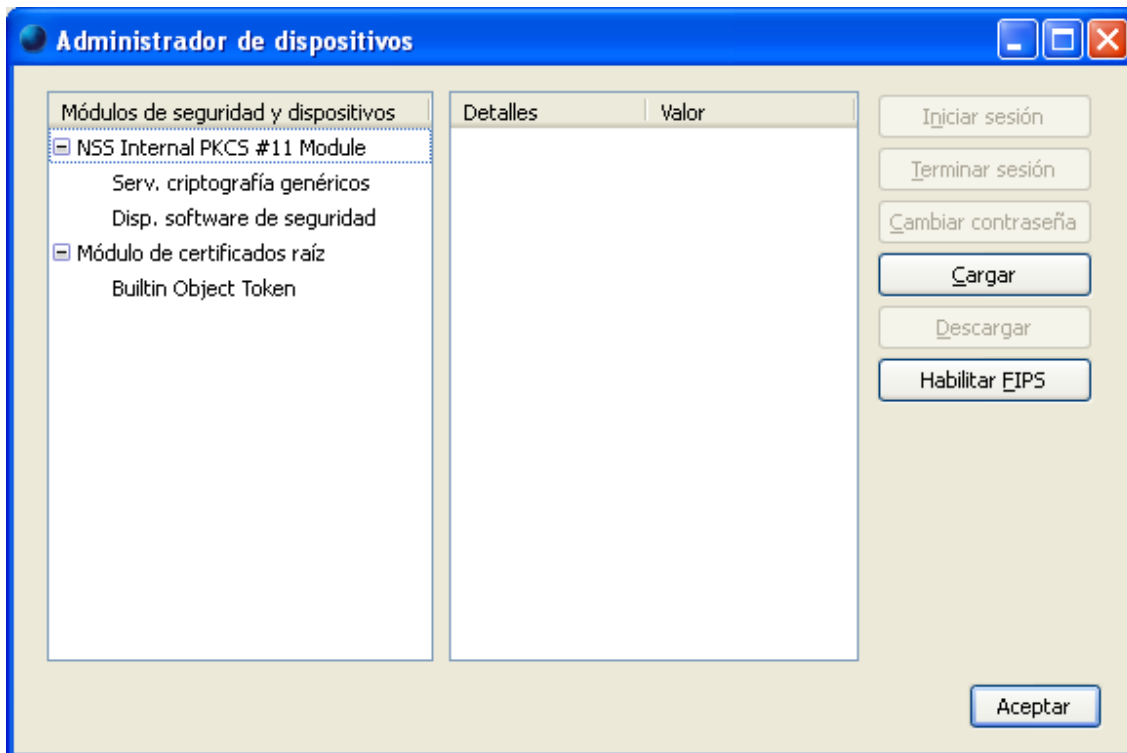 Administrador de dispositivos
Módulos de seguridad y dispositivos
NSS Internal PKCS #11 Module
Serv. criptografía genéricos
Disp. software de seguridad
Módulo de certificados raíz
Builtin Object Token
Detalles Valor
Iniciar sesión
Terminar sesión
Cambiar contraseña
Cargar
Descargar
Habilitar FIPS
Aceptar